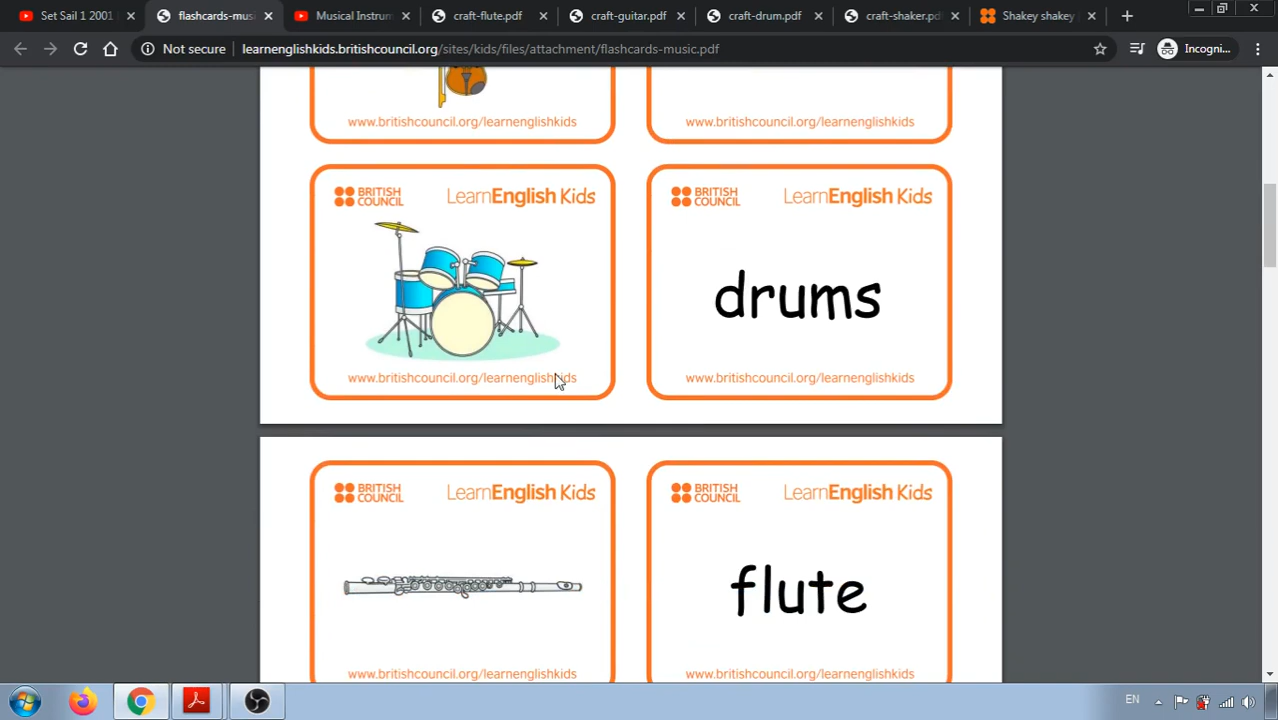 Set Sail 1 2001
flashcards-mus
Musical Instrum
craft-flute.pdf
craft-guitar.pdf
craft-drum.pdf
craft-shaker.pd
Shakey shakey
Not secure
learnenglishkids.britishcouncil.org/sites/kids/files/attachment/flashcards-music.pdf
Incogni...
www.britishcouncil.org/learnenglishkids
www.britishcouncil.org/learnenglishkids
BRITISH
COUNCIL
LearnEnglish Kids
BRITISH
COUNCIL
LearnEnglish Kids
drums
www.britishcouncil.org/learnenglishkids
www.britishcouncil.org/learnenglishkids
BRITISH
COUNCIL
LearnEnglish Kids
BRITISH
COUNCIL
LearnEnglish Kids
flute
www.britishcouncil.org/learnenglishkids
www.britishcouncil.org/learnenglishkids
EN